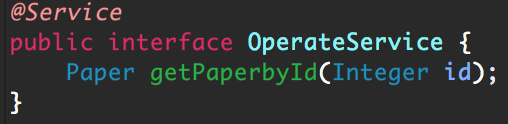 @Service
public interface OperateService {
    Paper getPaperbyId(Integer id);
}